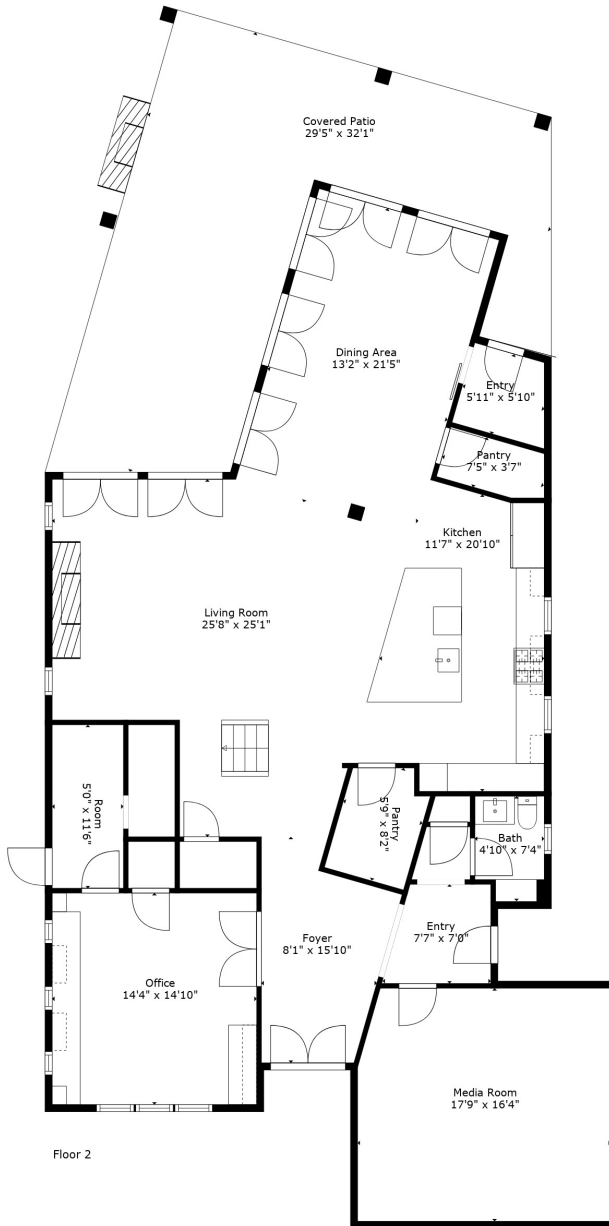 Covered Patio
29'5" x 32'1"
Dining Area
13'2" x 21'5"
Entry
5'11" x 5'10"
Pantry
7'5" x 3'7"
Kitchen
11'7" x 20'10"
Living Room
25'8" x 25'1"
Room
5'0" x 11'6"
Pantry
5'9" x 8'2"
Bath
4'10" x 7'4"
Foyer
8'1" x 15'10"
Entry
7'7" x 7'0"
Office
14'4" x 14'10"
Media Room
17'9" x 16'4"
Floor 2